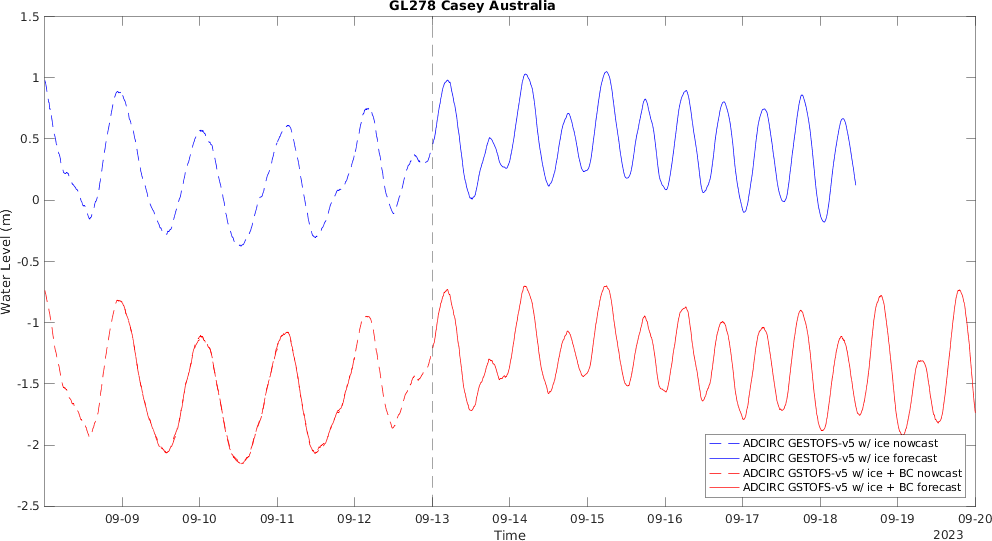 GL278 Casey Australia
1.5
1
0.5
0
-0.5
-1
-1.5
-2
-2.5
Water Level (m)
ADCIRC GESTOFS-v5 w/ ice nowcast
ADCIRC GESTOFS-v5 w/ ice forecast
ADCIRC GSTOFS-v5 w/ ice + BC nowcast
ADCIRC GSTOFS-v5 w/ ice + BC forecast
09-09 09-10 09-11 09-12 09-13 09-14 09-15 09-16 09-17 09-18 09-19 09-20
Time
2023